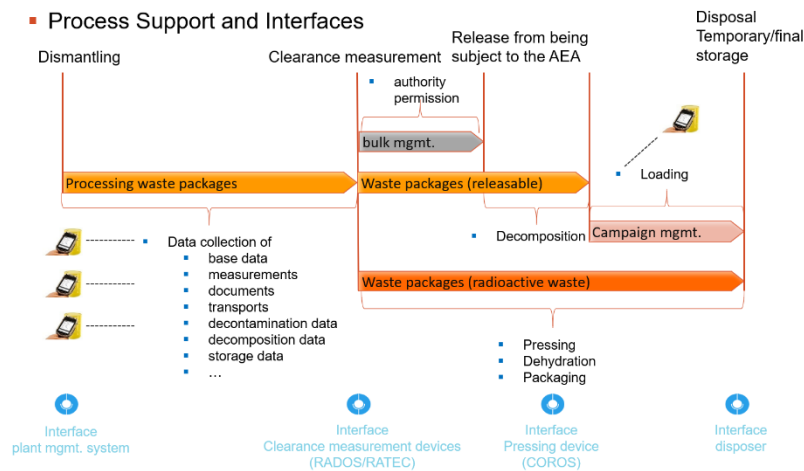 ▪ Process Support and Interfaces
Dismantling
Clearance measurement
Release from being
subject to the AEA
Disposal
Temporary/final
storage
▪ authority
permission
bulk mgmt.
▪ Loading
Processing waste packages
Waste packages (releasable)
▪ Decomposition
Campaign mgmt.
▪ Data collection of
▪ base data
▪ measurements
▪ documents
▪ transports
▪ decontamination data
▪ decomposition data
▪ storage data
▪ …
Waste packages (radioactive waste)
▪ Pressing
▪ Dehydration
▪ Packaging
Interface
plant mgmt. system
Interface
Clearance measurement devices
(RADOS/RATEC)
Interface
Pressing device
(COROS)
Interface
disposer